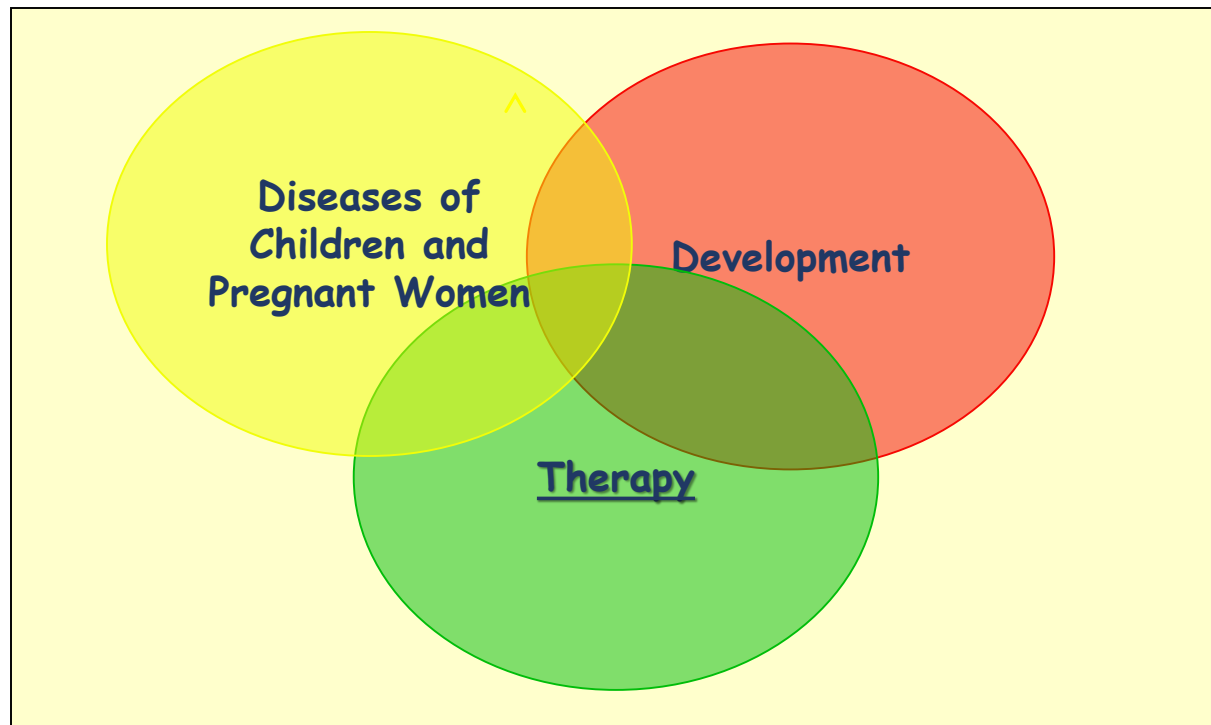 ^
Diseases of
Children and
Pregnant Women
Development
Therapy